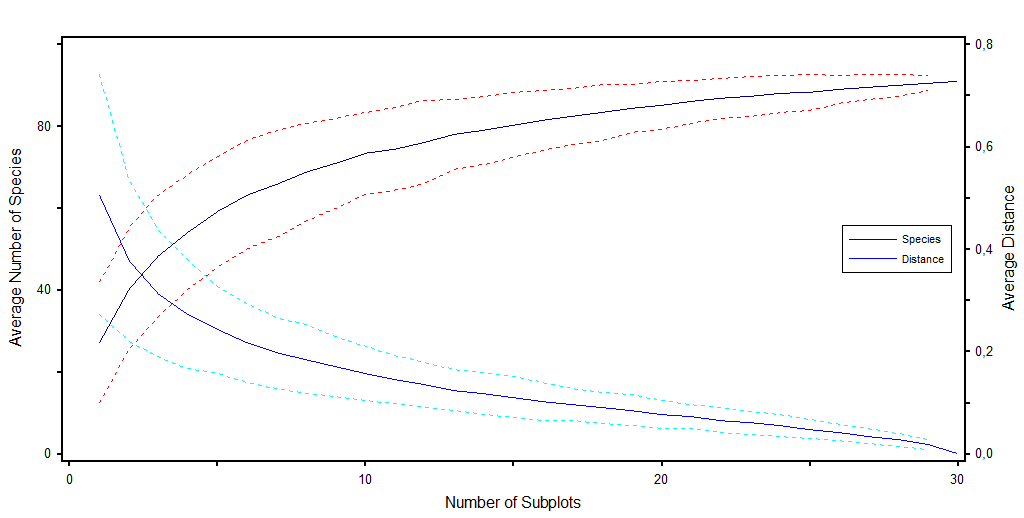 Average Number of Species
80
40
0
0,8
0,6
0,4
0,2
0,0
Average Distance
Species
Distance
0
10
20
30
Number of Subplots